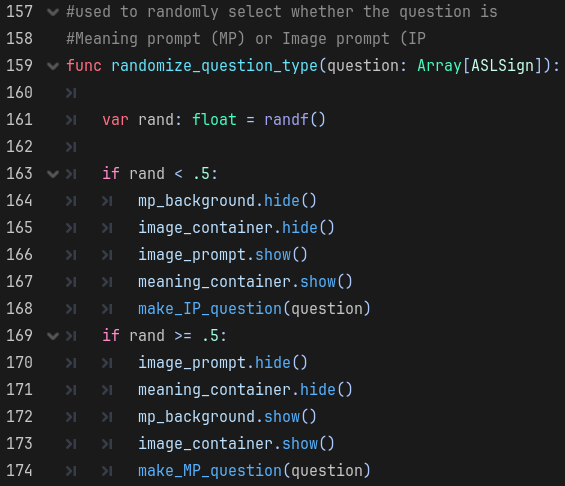 157 #used to randomly select whether the question is
158 #Meaning prompt (MP) or Image prompt (IP
159 func randomize_question_type(question: Array[ASLSign]):
160
161 var rand: float = randf()
162
163 if rand < .5:
164 mp_background.hide()
165 image_container.hide()
166 image_prompt.show()
167 meaning_container.show()
168 make_IP_question(question)
169 if rand >= .5:
170 image_prompt.hide()
171 meaning_container.hide()
172 mp_background.show()
173 image_container.show()
174 make_MP_question(question)